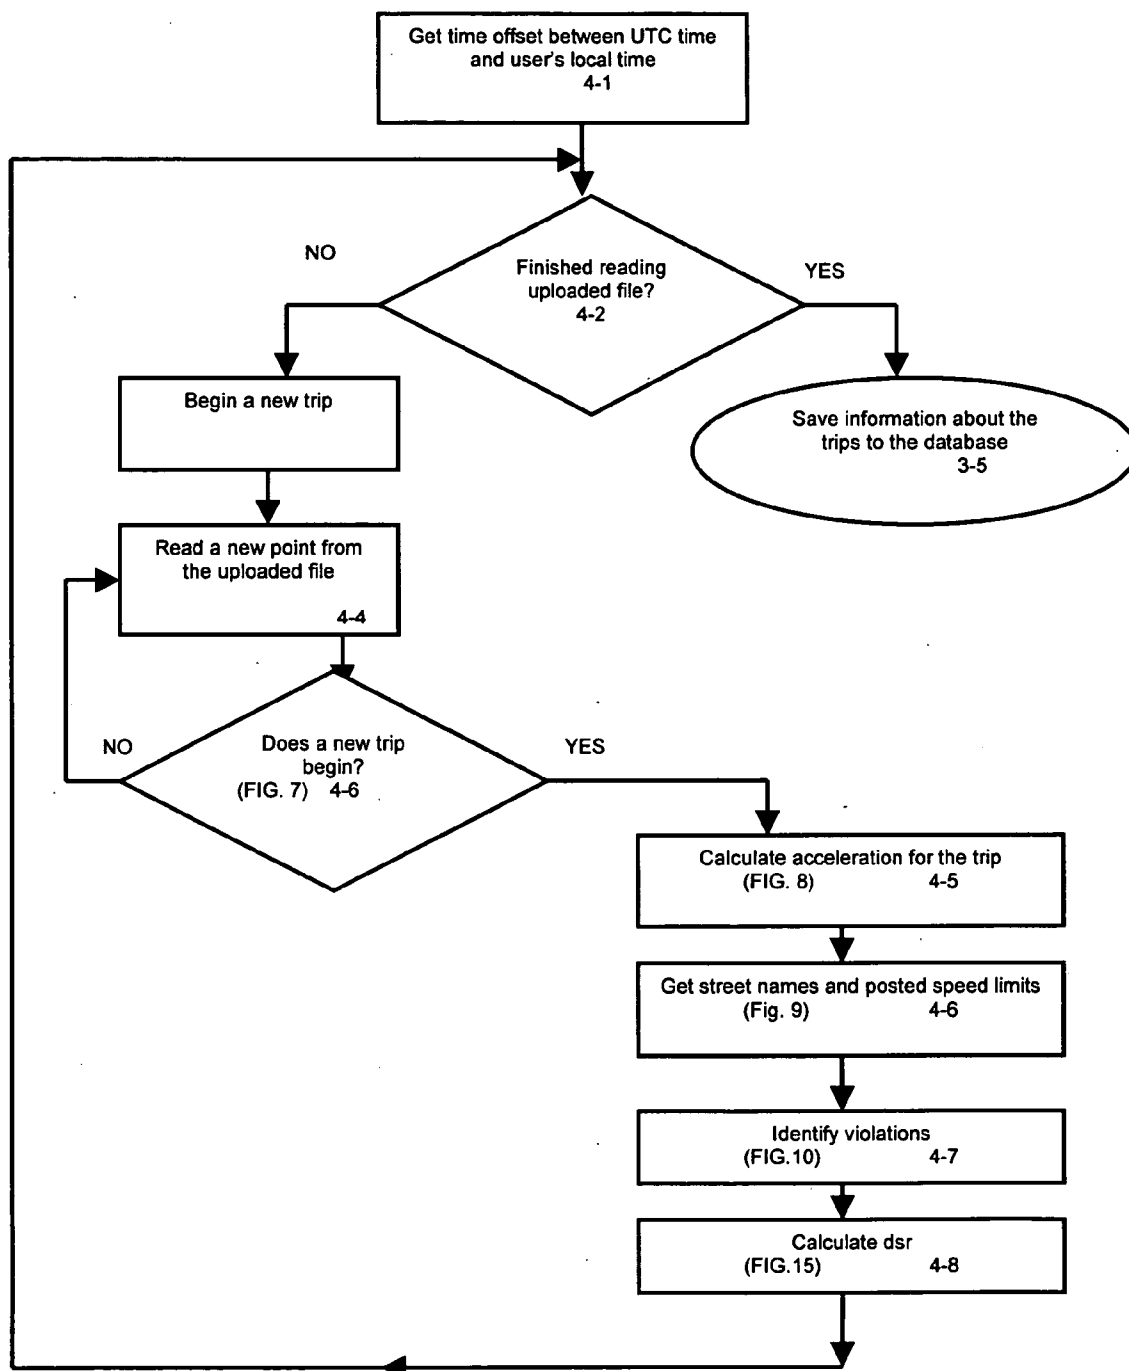 Get time offset between UTC time
and user's local time
4-1
NO
Finished reading
uploaded file?
4-2
YES
Begin a new trip
Save information about the
trips to the database
3-5
Read a new point from
the uploaded file
4-4
NO
Does a new trip
begin?
(FIG. 7) 4-6
YES
Calculate acceleration for the trip
(FIG. 8) 4-5
Get street names and posted speed limits
(Fig. 9) 4-6
Identify violations
(FIG.10) 4-7
Calculate dsr
(FIG.15) 4-8